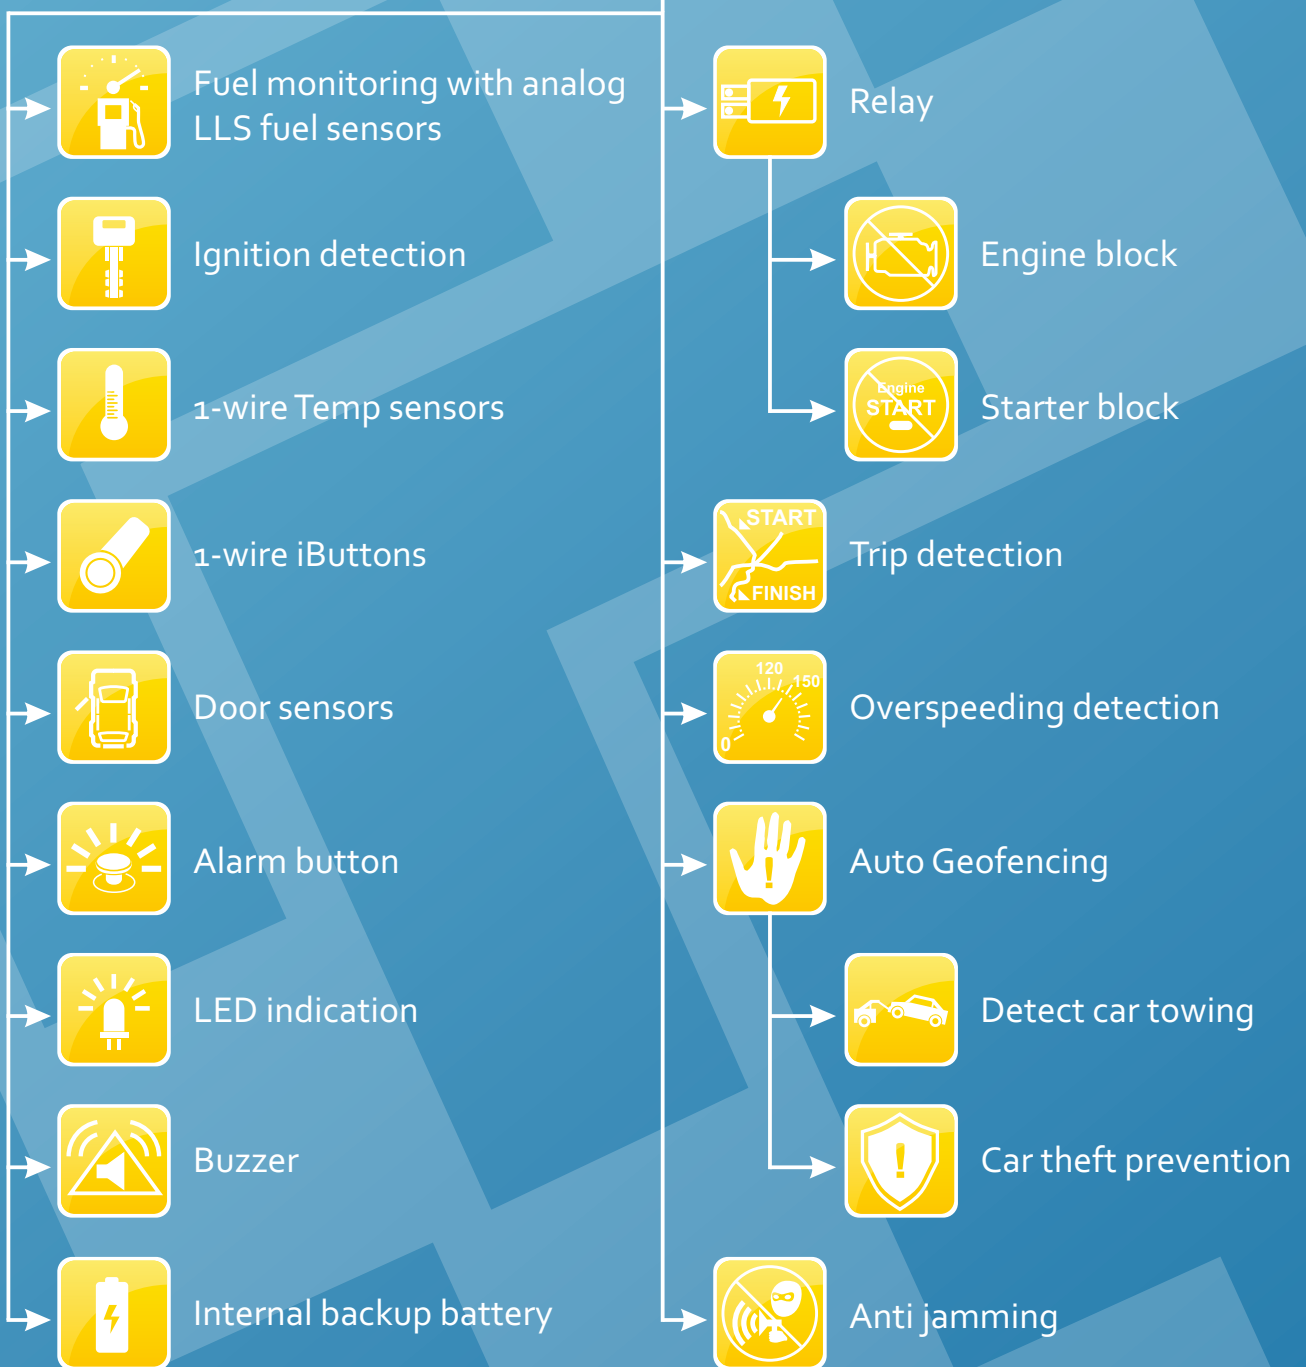 Fuel monitoring with analog
LLS fuel sensors
Ignition detection
1-wire Temp sensors
1-wire iButtons
Door sensors
Alarm button
LED indication
Buzzer
Internal backup battery
Relay
Engine block
Engine
START
Starter block
START
FINISH
Trip detection
120
150
0
Overspeeding detection
!
Auto Geofencing
Detect car towing
!
Car theft prevention
Anti jamming